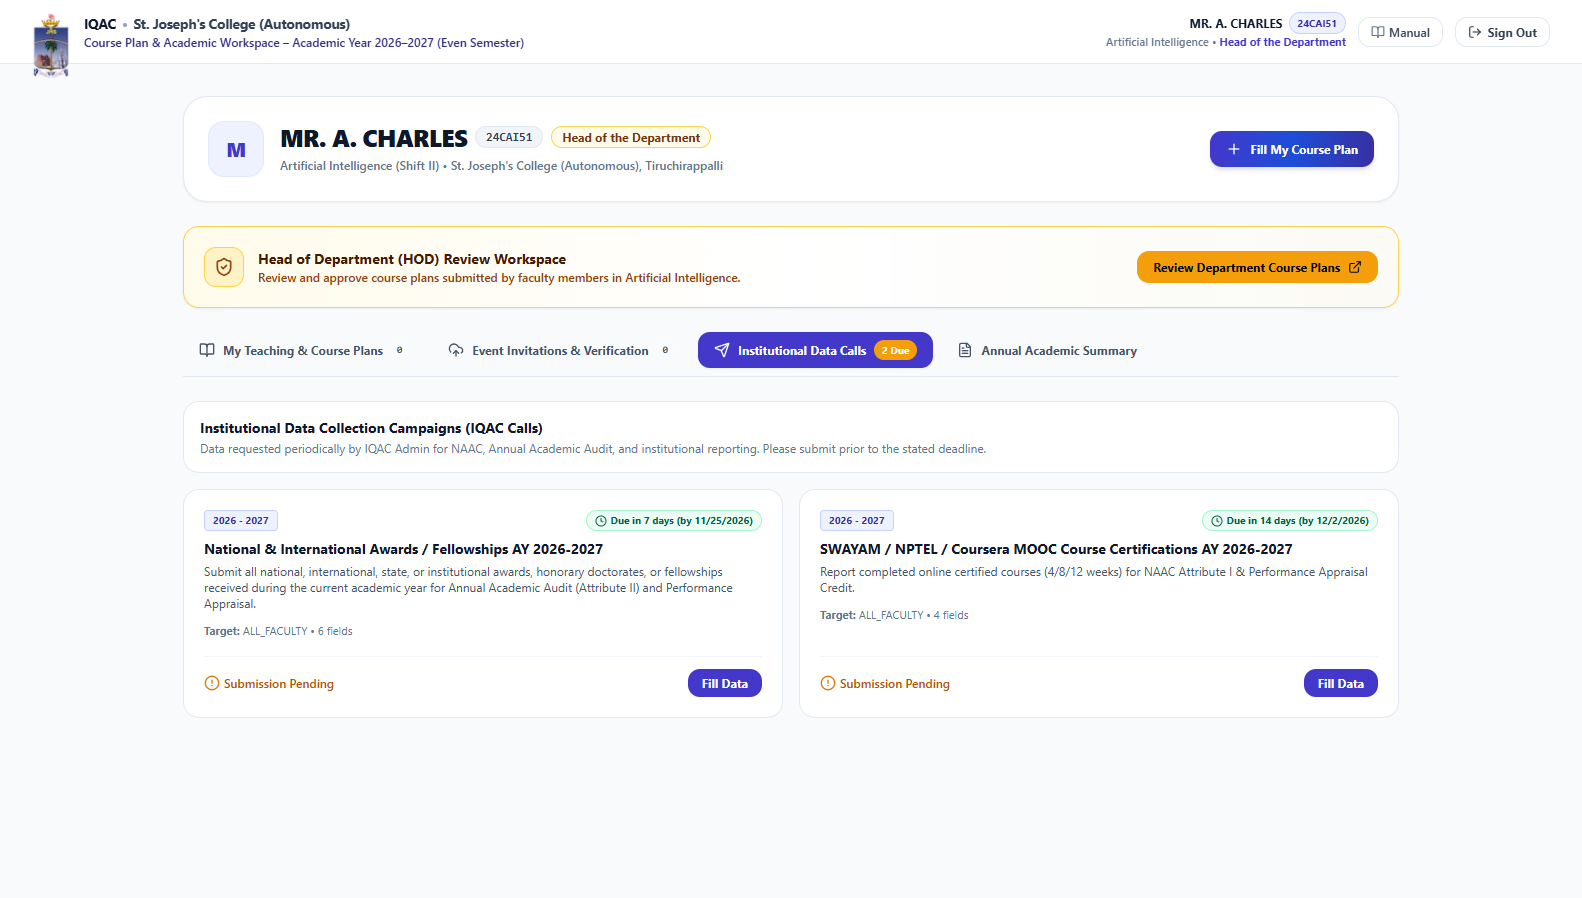 IQAC • St. Joseph's College (Autonomous)
Course Plan & Academic Workspace – Academic Year 2026–2027 (Even Semester)
MR. A. CHARLES 24CAI51
Artificial Intelligence • Head of the Department
Manual
Sign Out
M
MR. A. CHARLES 24CAI51 Head of the Department
Artificial Intelligence (Shift II) • St. Joseph's College (Autonomous), Tiruchirappalli
+ Fill My Course Plan
Head of Department (HOD) Review Workspace
Review and approve course plans submitted by faculty members in Artificial Intelligence.
Review Department Course Plans
My Teaching & Course Plans 0
Event Invitations & Verification 0
Institutional Data Calls 2 Due
Annual Academic Summary
Institutional Data Collection Campaigns (IQAC Calls)
Data requested periodically by IQAC Admin for NAAC, Annual Academic Audit, and institutional reporting. Please submit prior to the stated deadline.
2026 - 2027
Due in 7 days (by 11/25/2026)
National & International Awards / Fellowships AY 2026-2027
Submit all national, international, state, or institutional awards, honorary doctorates, or fellowships
received during the current academic year for Annual Academic Audit (Attribute II) and Performance
Appraisal.
Target: ALL_FACULTY • 6 fields
Submission Pending
Fill Data
2026 - 2027
Due in 14 days (by 12/2/2026)
SWAYAM / NPTEL / Coursera MOOC Course Certifications AY 2026-2027
Report completed online certified courses (4/8/12 weeks) for NAAC Attribute I & Performance Appraisal
Credit.
Target: ALL_FACULTY • 4 fields
Submission Pending
Fill Data